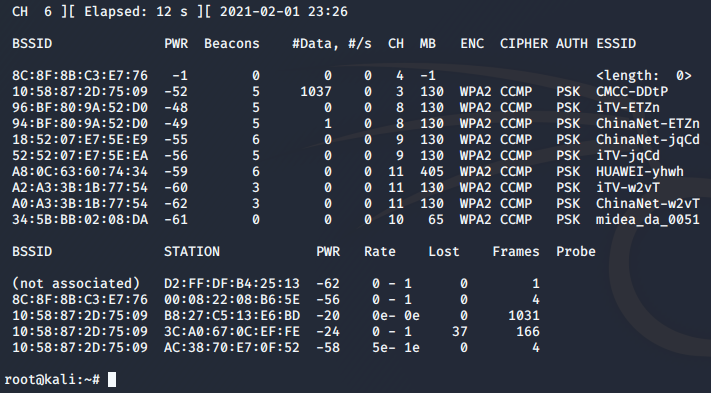 CH  6 ][ Elapsed: 12 s ][ 2021-02-01 23:26
BSSID              PWR  Beacons    #Data, #/s  CH  MB   ENC  CIPHER AUTH ESSID
8C:8F:8B:C3:E7:76   -1        0        0    0   4  -1                    <length:  0>
10:58:87:2D:75:09  -52        5     1037    0   3  130  WPA2 CCMP   PSK  CMCC-DDtP
96:BF:80:9A:52:D0  -48        5        0    0   8  130  WPA2 CCMP   PSK  iTV-ETZn
94:BF:80:9A:52:D0  -49        5        1    0   8  130  WPA2 CCMP   PSK  ChinaNet-ETZn
18:52:07:E7:5E:E9  -55        6        0    0   9  130  WPA2 CCMP   PSK  ChinaNet-jqCd
52:52:07:E7:5E:EA  -56        5        0    0   9  130  WPA2 CCMP   PSK  iTV-jqCd
A8:0C:63:60:74:34  -59        6        0    0  11  405  WPA2 CCMP   PSK  HUAWEI-yhwh
A2:A3:3B:1B:77:54  -60        3        0    0  11  130  WPA2 CCMP   PSK  iTV-w2vT
A0:A3:3B:1B:77:54  -62        3        0    0  11  130  WPA2 CCMP   PSK  ChinaNet-w2vT
34:5B:BB:02:08:DA  -61        0        0    0  10   65  WPA2 CCMP   PSK  midea_da_0051
BSSID              STATION            PWR   Rate    Lost    Frames  Probe
(not associated)   D2:FF:DF:B4:25:13  -62    0 - 1      0        1
8C:8F:8B:C3:E7:76  00:08:22:08:B6:5E  -56    0 - 1      0        4
10:58:87:2D:75:09  B8:27:C5:13:E6:BD  -20    0e- 0e     0     1031
10:58:87:2D:75:09  3C:A0:67:0C:EF:FE  -24    0 - 1     37      166
10:58:87:2D:75:09  AC:38:70:E7:0F:52  -58    5e- 1e     0        4
root@kali:~#